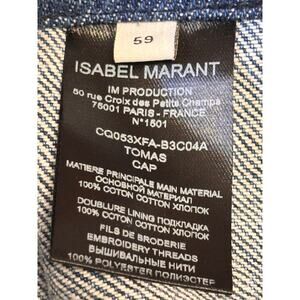 59
ISABEL MARANT
IM PRODUCTION
50 rue Croix des Petits Champs
75001 PARIS - FRANCE
N°1501
CQ053XFA-B3C04A
TOMAS
CAP
MATIERE PRINCIPALE MAIN MATERIAL
ОСНОВНОЙ МАТЕРИАЛ
100% COTON COTTON ХЛОПОК
DOUBLURE LINING ПОДКЛАДКА
100% COTON COTTON ХЛОПОК
FILS DE BRODERIE
EMBROIDERY THREADS
ВЫШИВАЛЬНЫЕ НИТИ
100% POLYESTER ПОЛИЭСТЕР